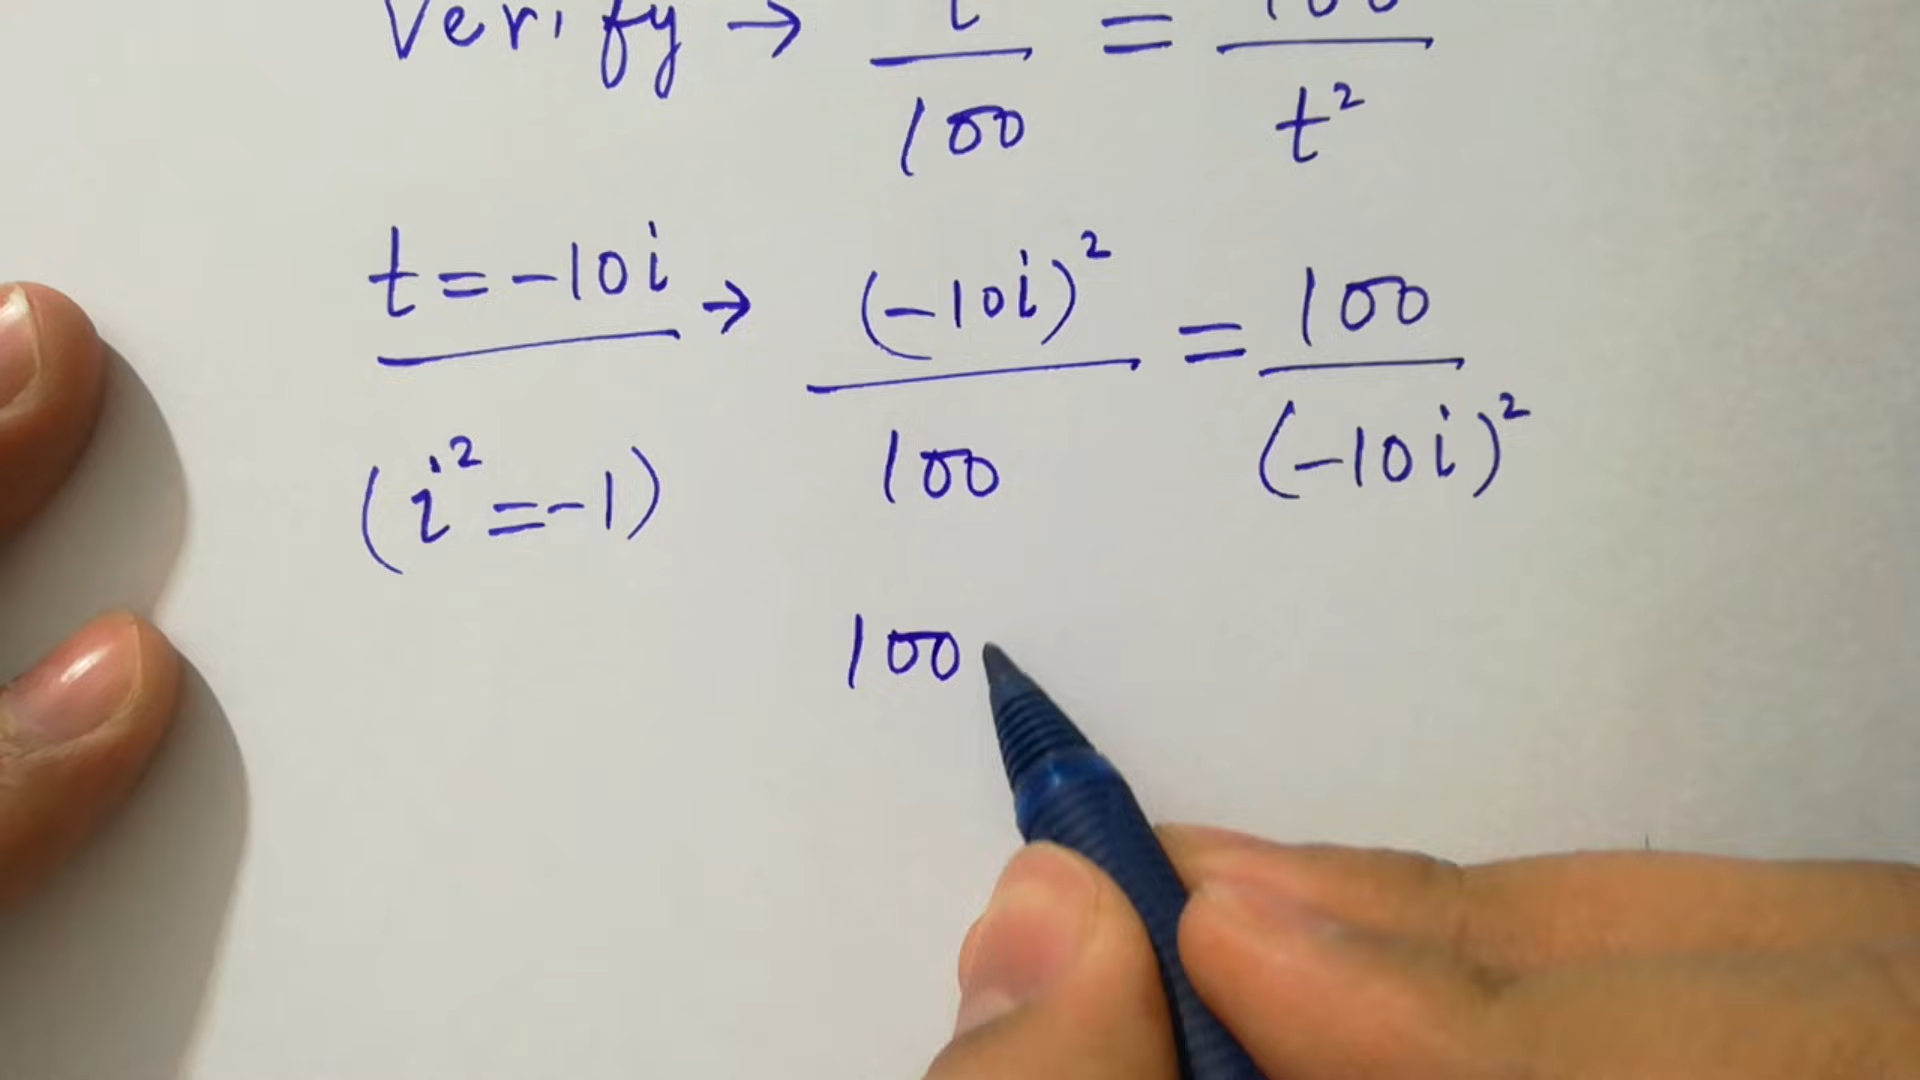 Verify → /100 = 100/t²
t = -10i → (-10i)²/100 = 100/(-10i)²
(i² = -1)
100